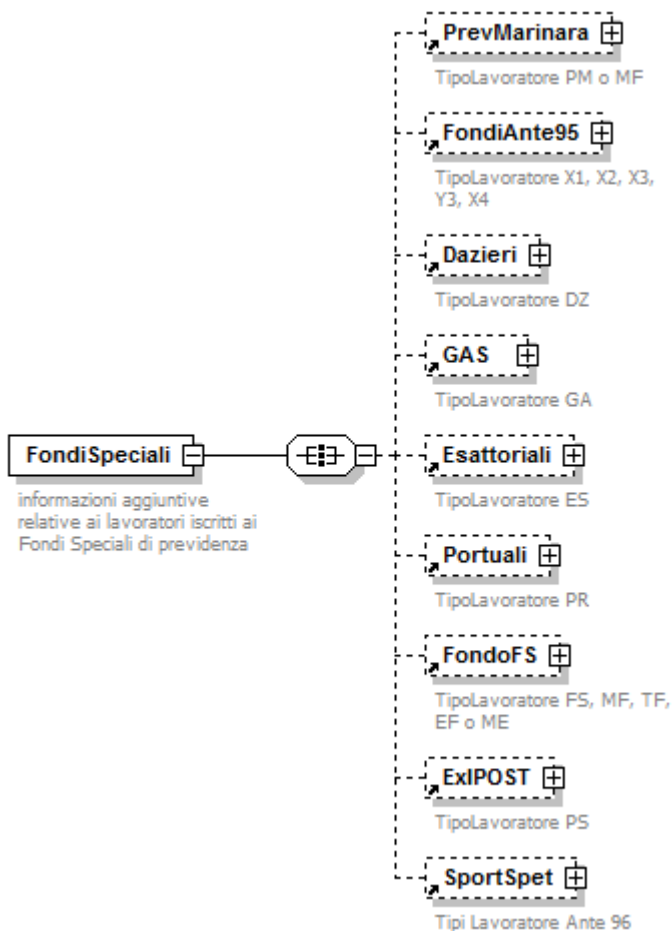 PrevMarinara
TipoLavoratore PM o MF
FondiAnte95
TipoLavoratore X1, X2, X3,
Y3, X4
Dazieri
TipoLavoratore DZ
GAS
TipoLavoratore GA
FondiSpeciali
informazioni aggiuntive
relative ai lavoratori iscritti ai
Fondi Speciali di previdenza
Esattoriali
TipoLavoratore ES
Portuali
TipoLavoratore PR
FondoFS
TipoLavoratore FS, MF, TF,
EF o ME
ExIPOST
TipoLavoratore PS
SportSpet
Tipi Lavoratore Ante 96